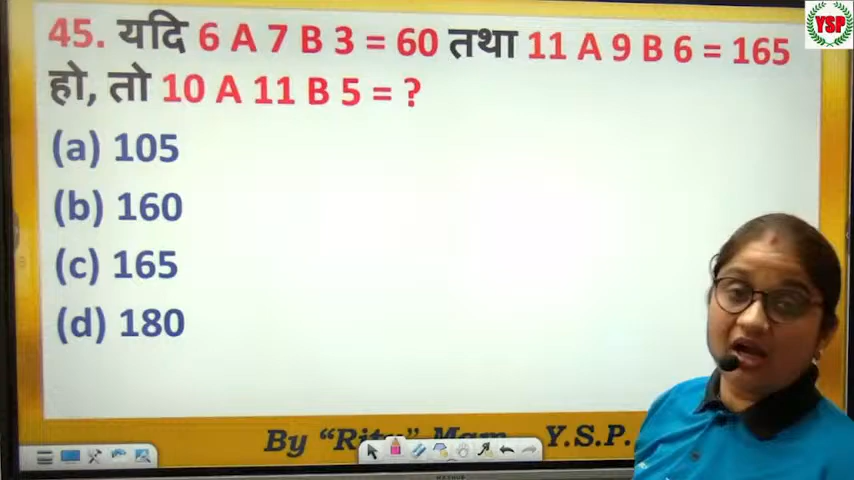 45. यदि 6 A 7 B 3 = 60 तथा 11 A 9 B 6 = 165
हो, तो 10 A 11 B 5 = ?
(a) 105
(b) 160
(c) 165
(d) 180
By “Ritu” Mam Y.S.P.
YSP